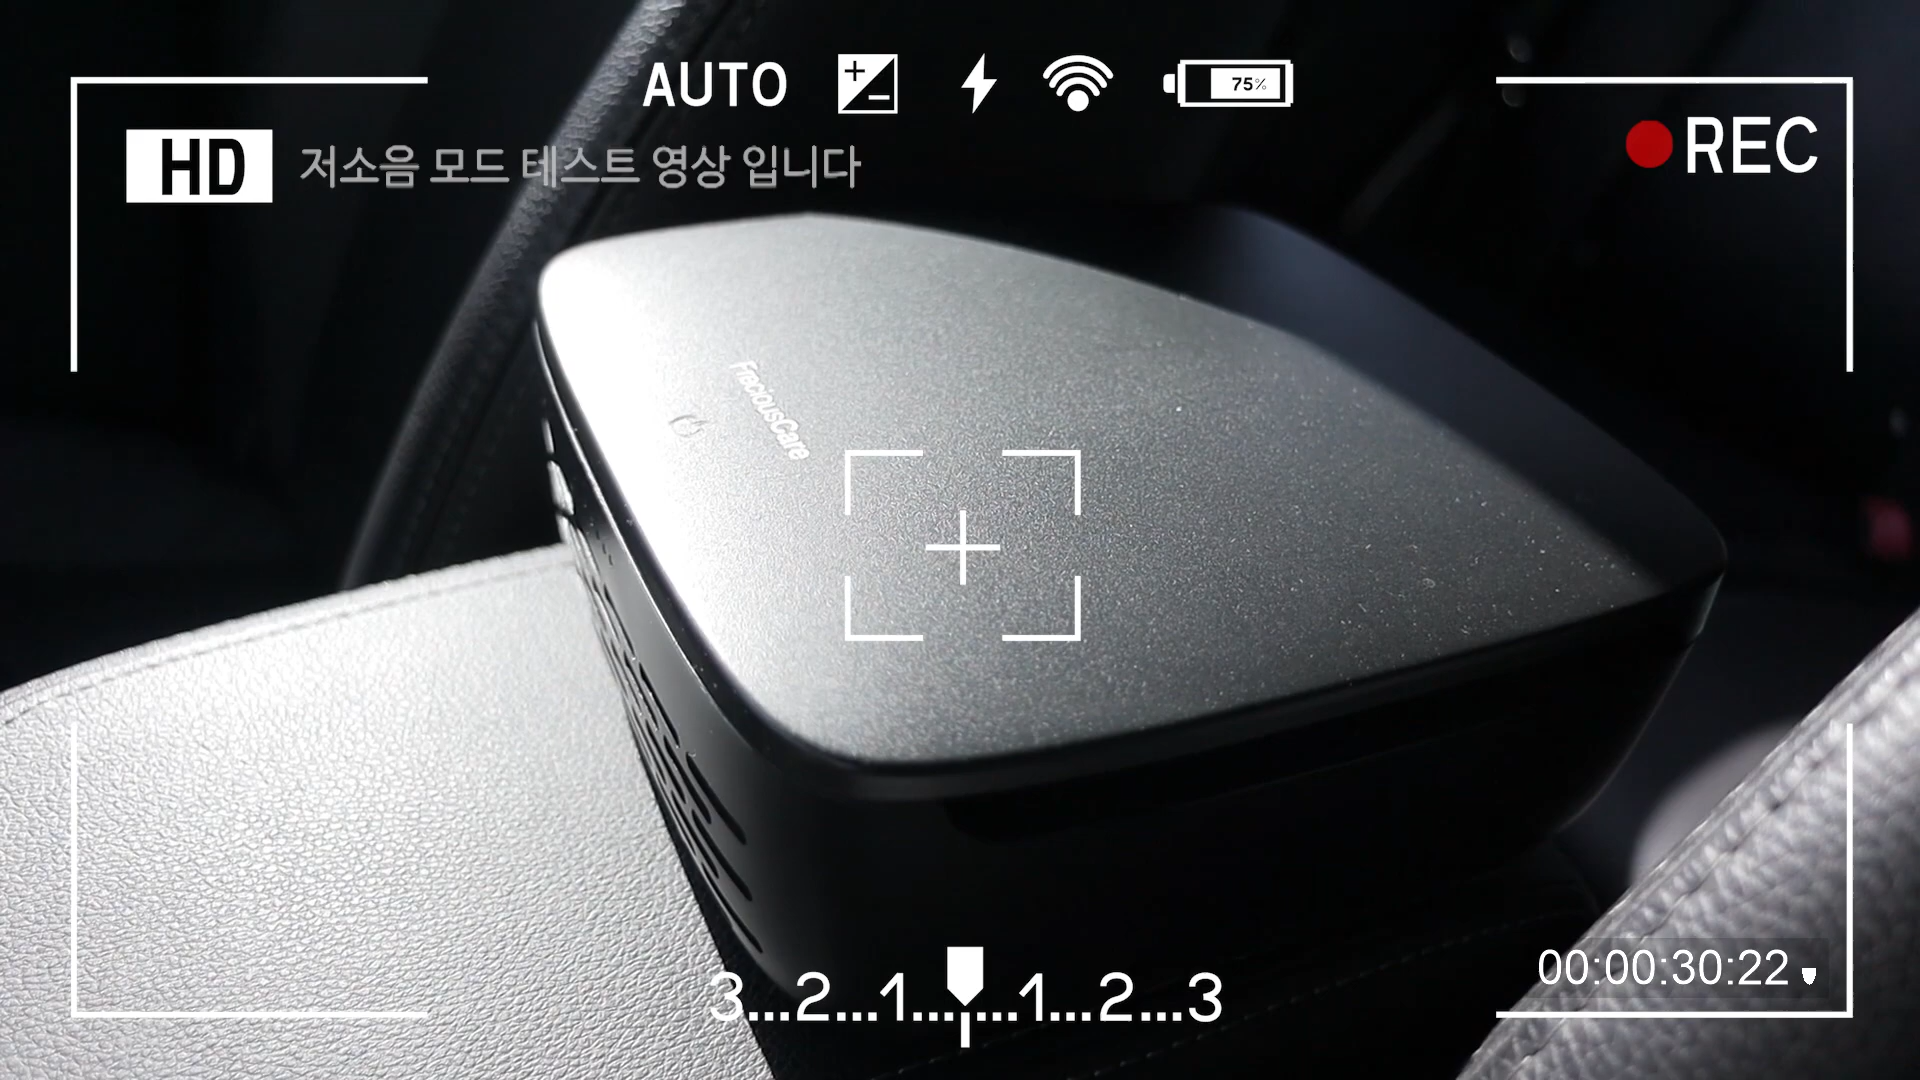 AUTO
75%
HD 저소음 모드 테스트 영상 입니다
REC
FreciousCare
3...2...1......1...2...3
00:00:30:22